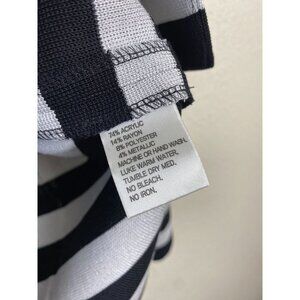 74% ACRYLIC
14% RAYON
8% POLYESTER
4% METALLIC
MACHINE OR HAND WASH.
LUKE WARM WATER.
TUMBLE DRY MED.
NO BLEACH.
NO IRON.